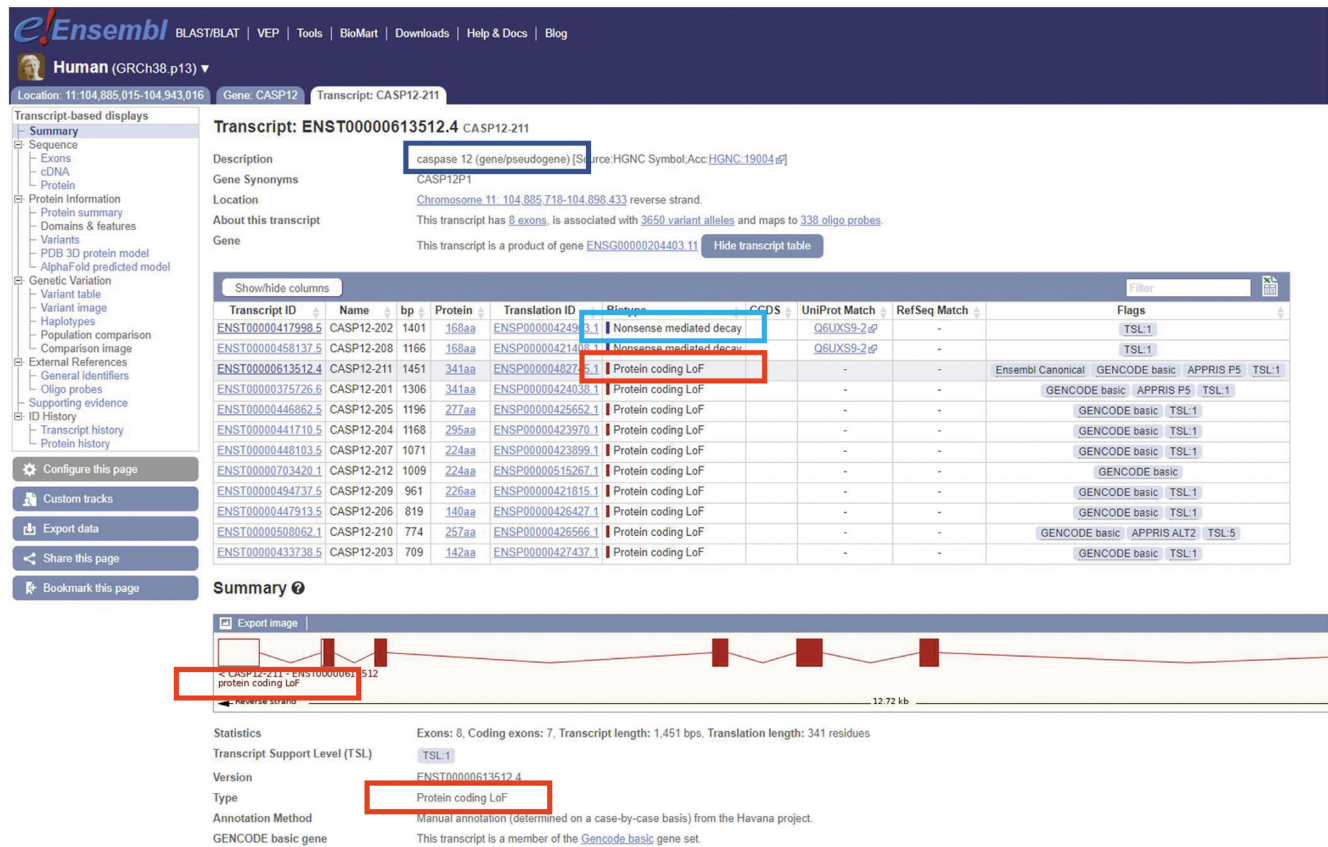 e!Ensembl BLAST/BLAT | VEP | Tools | BioMart | Downloads | Help & Docs | Blog
Human (GRCh38.p13) ▼
Location: 11:104,885,015-104,943,016 Gene: CASP12 Transcript: CASP12-211
Transcript-based displays
Summary
Sequence
Exons
cDNA
Protein
Protein Information
Protein summary
Domains & features
Variants
PDB 3D protein model
AlphaFold predicted model
Genetic Variation
Variant table
Variant image
Haplotypes
Population comparison
Comparison image
External References
General identifiers
Oligo probes
Supporting evidence
ID History
Transcript history
Protein history
Configure this page
Custom tracks
Export data
Share this page
Bookmark this page
Transcript: ENST00000613512.4 CASP12-211
Description caspase 12 (gene/pseudogene) [Source:HGNC Symbol;Acc:HGNC:19004]
Gene Synonyms CASP12P1
Location Chromosome 11: 104,885,718-104,898,433 reverse strand.
About this transcript This transcript has 8 exons, is associated with 3650 variant alleles and maps to 338 oligo probes.
Gene This transcript is a product of gene ENSG00000204403.11 Hide transcript table
Show/hide columns Filter
Transcript ID Name bp Protein Translation ID Biotype CCDS UniProt Match RefSeq Match Flags
ENST00000417998.5 CASP12-202 1401 168aa ENSP00000424903.1 Nonsense mediated decay Q6UXS9-2 - TSL:1
ENST00000458137.5 CASP12-208 1166 168aa ENSP00000421408.1 Nonsense mediated decay Q6UXS9-2 - TSL:1
ENST00000613512.4 CASP12-211 1451 341aa ENSP00000482745.1 Protein coding LoF - - Ensembl Canonical GENCODE basic APPRIS P5 TSL:1
ENST00000375726.6 CASP12-201 1306 341aa ENSP00000424038.1 Protein coding LoF - - GENCODE basic APPRIS P5 TSL:1
ENST00000446862.5 CASP12-205 1196 277aa ENSP00000425652.1 Protein coding LoF - - GENCODE basic TSL:1
ENST00000441710.5 CASP12-204 1168 295aa ENSP00000423970.1 Protein coding LoF - - GENCODE basic TSL:1
ENST00000448103.5 CASP12-207 1071 224aa ENSP00000423899.1 Protein coding LoF - - GENCODE basic TSL:1
ENST00000703420.1 CASP12-212 1009 224aa ENSP00000515267.1 Protein coding LoF - - GENCODE basic
ENST00000494737.5 CASP12-209 961 226aa ENSP00000421815.1 Protein coding LoF - - GENCODE basic TSL:1
ENST00000447913.5 CASP12-206 819 140aa ENSP00000426427.1 Protein coding LoF - - GENCODE basic TSL:1
ENST00000508062.1 CASP12-210 774 257aa ENSP00000426566.1 Protein coding LoF - - GENCODE basic APPRIS ALT2 TSL:5
ENST00000433738.5 CASP12-203 709 142aa ENSP00000427437.1 Protein coding LoF - - GENCODE basic TSL:1
Summary
Export image
< CASP12-211 - ENST00000613512
protein coding LoF
Reverse strand 12.72 kb
Statistics Exons: 8, Coding exons: 7, Transcript length: 1,451 bps, Translation length: 341 residues
Transcript Support Level (TSL) TSL:1
Version ENST00000613512.4
Type Protein coding LoF
Annotation Method Manual annotation (determined on a case-by-case basis) from the Havana project.
GENCODE basic gene This transcript is a member of the Gencode basic gene set.